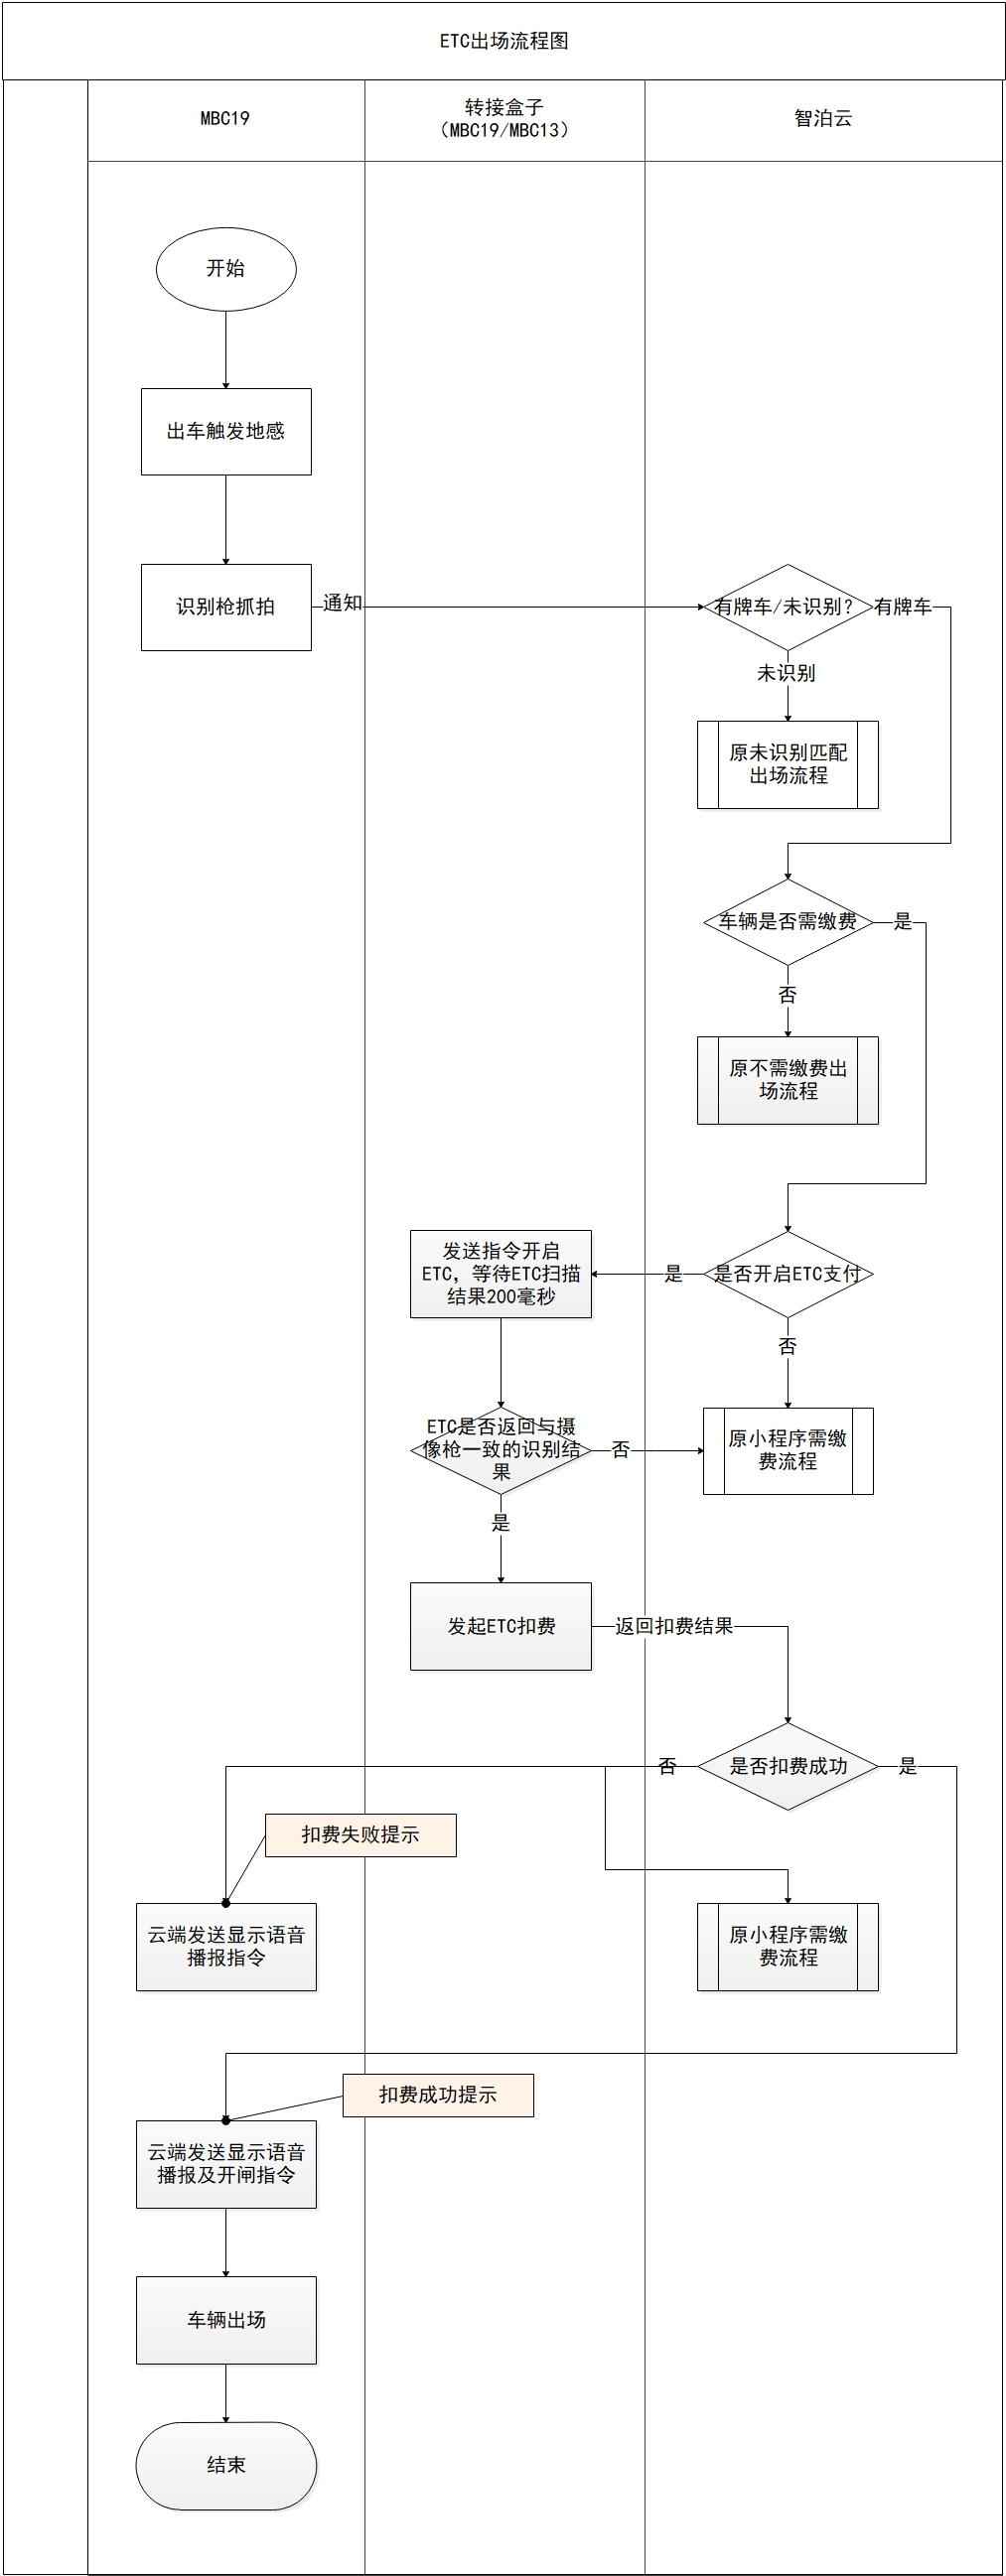 ETC出场流程图
MBC19
转接盒子
（MBC19/MBC13）
智泊云
开始
出车触发地感
识别枪抓拍
通知
有牌车/未识别？
有牌车
未识别
原未识别匹配
出场流程
车辆是否需缴费
是
否
原不需缴费出
场流程
发送指令开启
ETC，等待ETC扫描
结果200毫秒
是
是否开启ETC支付
否
ETC是否返回与摄
像枪一致的识别结
果
否
原小程序需缴
费流程
是
发起ETC扣费
返回扣费结果
否
是否扣费成功
是
扣费失败提示
云端发送显示语音
播报指令
原小程序需缴
费流程
扣费成功提示
云端发送显示语音
播报及开闸指令
车辆出场
结束